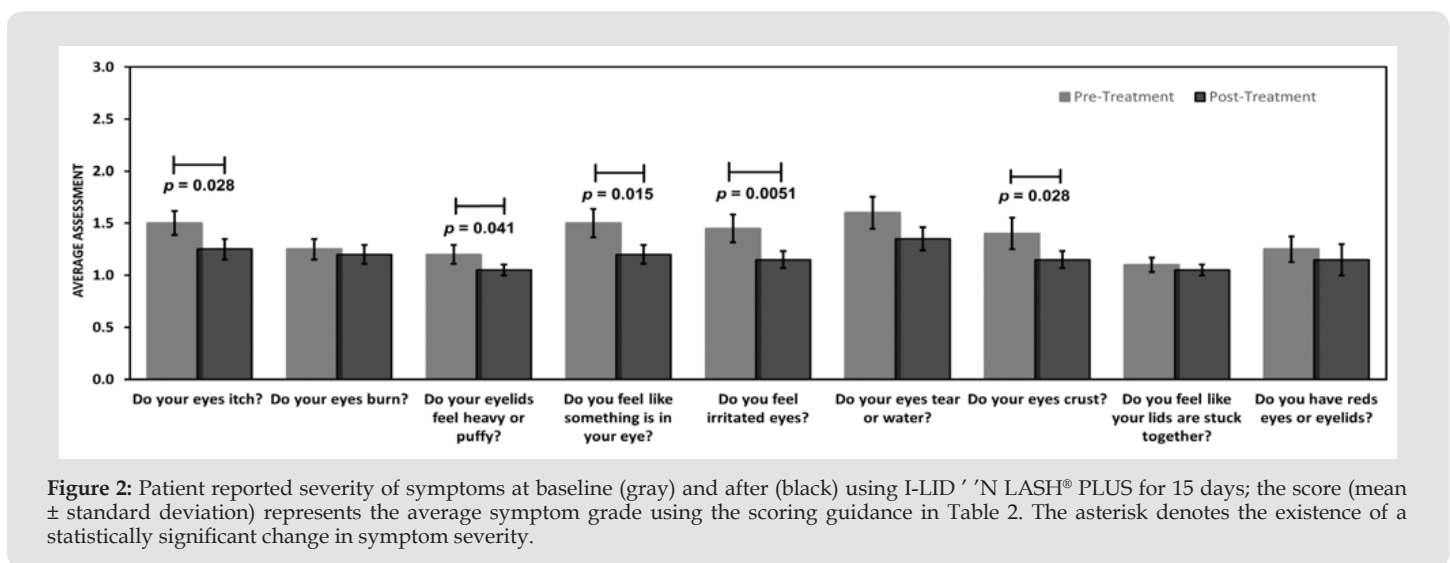 3.0
Pre-Treatment Post-Treatment
2.5
AVERAGE ASSESSMENT
2.0
p = 0.028
p = 0.015
p = 0.0051
p = 0.028
p = 0.041
1.5
1.0
0.5
0.0
Do your eyes itch? Do your eyes burn? Do your eyelids Do you feel like Do you feel Do your eyes tear Do your eyes crust? Do you feel like Do you have reds
feel heavy or something is in irritated eyes? or water? your lids are stuck eyes or eyelids?
puffy? your eye? together?
Figure 2: Patient reported severity of symptoms at baseline (gray) and after (black) using I-LID ' 'N LASH® PLUS for 15 days; the score (mean
± standard deviation) represents the average symptom grade using the scoring guidance in Table 2. The asterisk denotes the existence of a
statistically significant change in symptom severity.